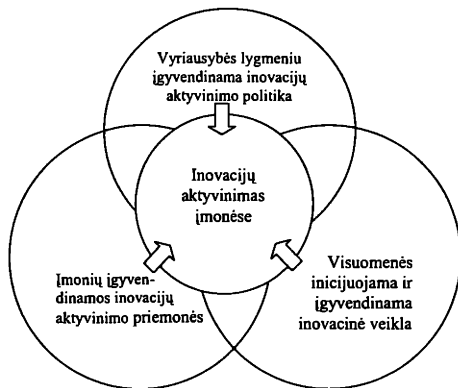 Vyriausybės lygmeniu
įgyvendinama inovacijų
aktyvinimo politika
Inovacijų
aktyvinimas
įmonėse
Įmonių įgyven-
dinamos inovacijų
aktyvinimo priemonės
Visuomenės
inicijuojama ir
įgyvendinama
inovacinė veikla